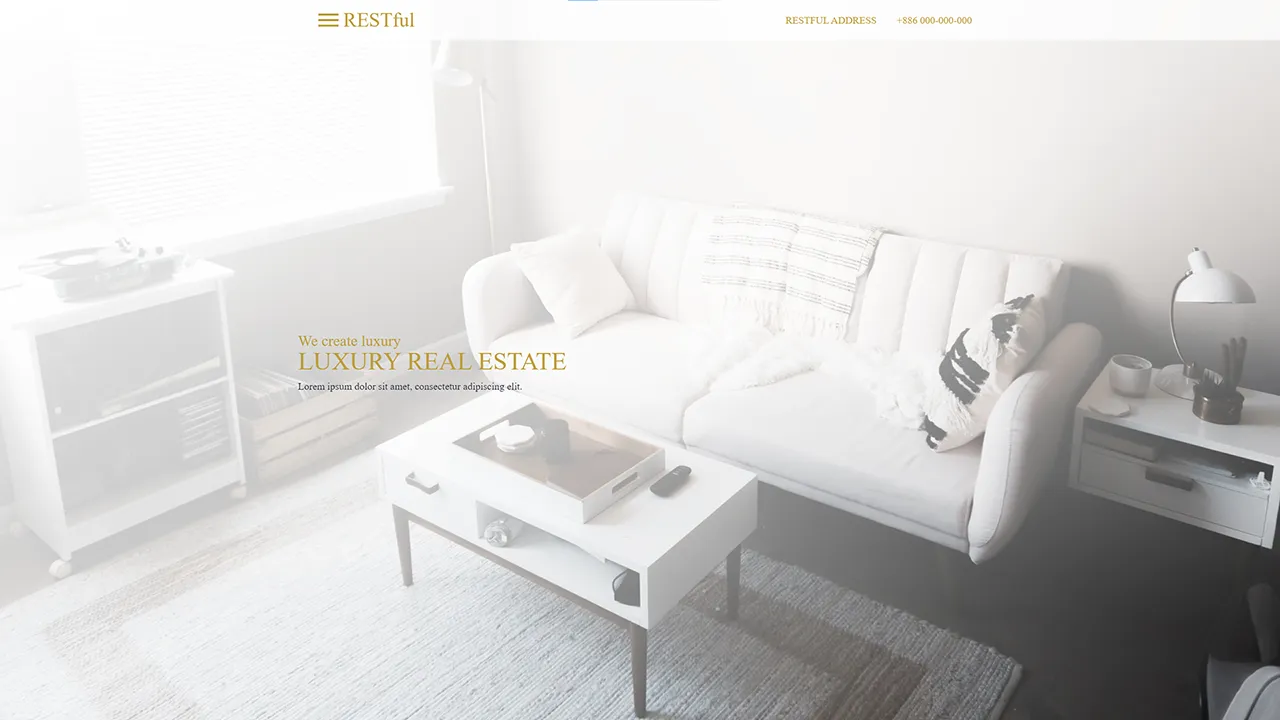 RESTful
RESTFUL ADDRESS
+886 000-000-000
We create luxury
LUXURY REAL ESTATE
Lorem ipsum dolor sit amet, consectetur adipiscing elit.